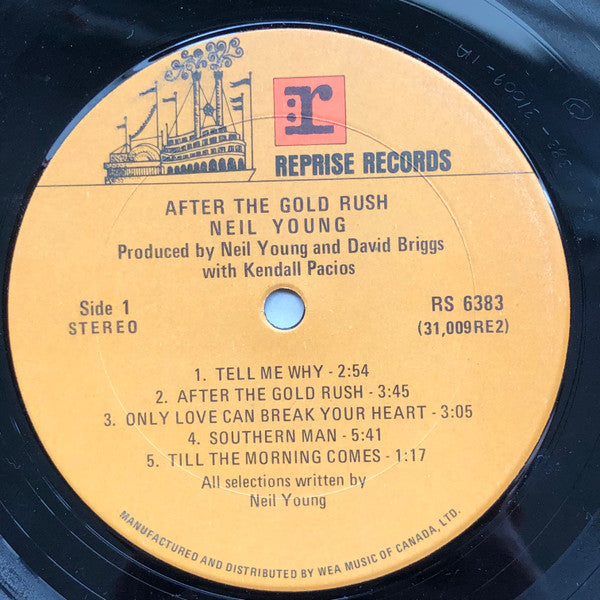 :r
REPRISE RECORDS
AFTER THE GOLD RUSH
NEIL YOUNG
Produced by Neil Young and David Briggs
with Kendall Pacios
Side 1
STEREO
RS 6383
(31,009RE2)
1. TELL ME WHY - 2:54
2. AFTER THE GOLD RUSH - 3:45
3. ONLY LOVE CAN BREAK YOUR HEART - 3:05
4. SOUTHERN MAN - 5:41
5. TILL THE MORNING COMES - 1:17
All selections written by
Neil Young
MANUFACTURED AND DISTRIBUTED BY WEA MUSIC OF CANADA, LTD.